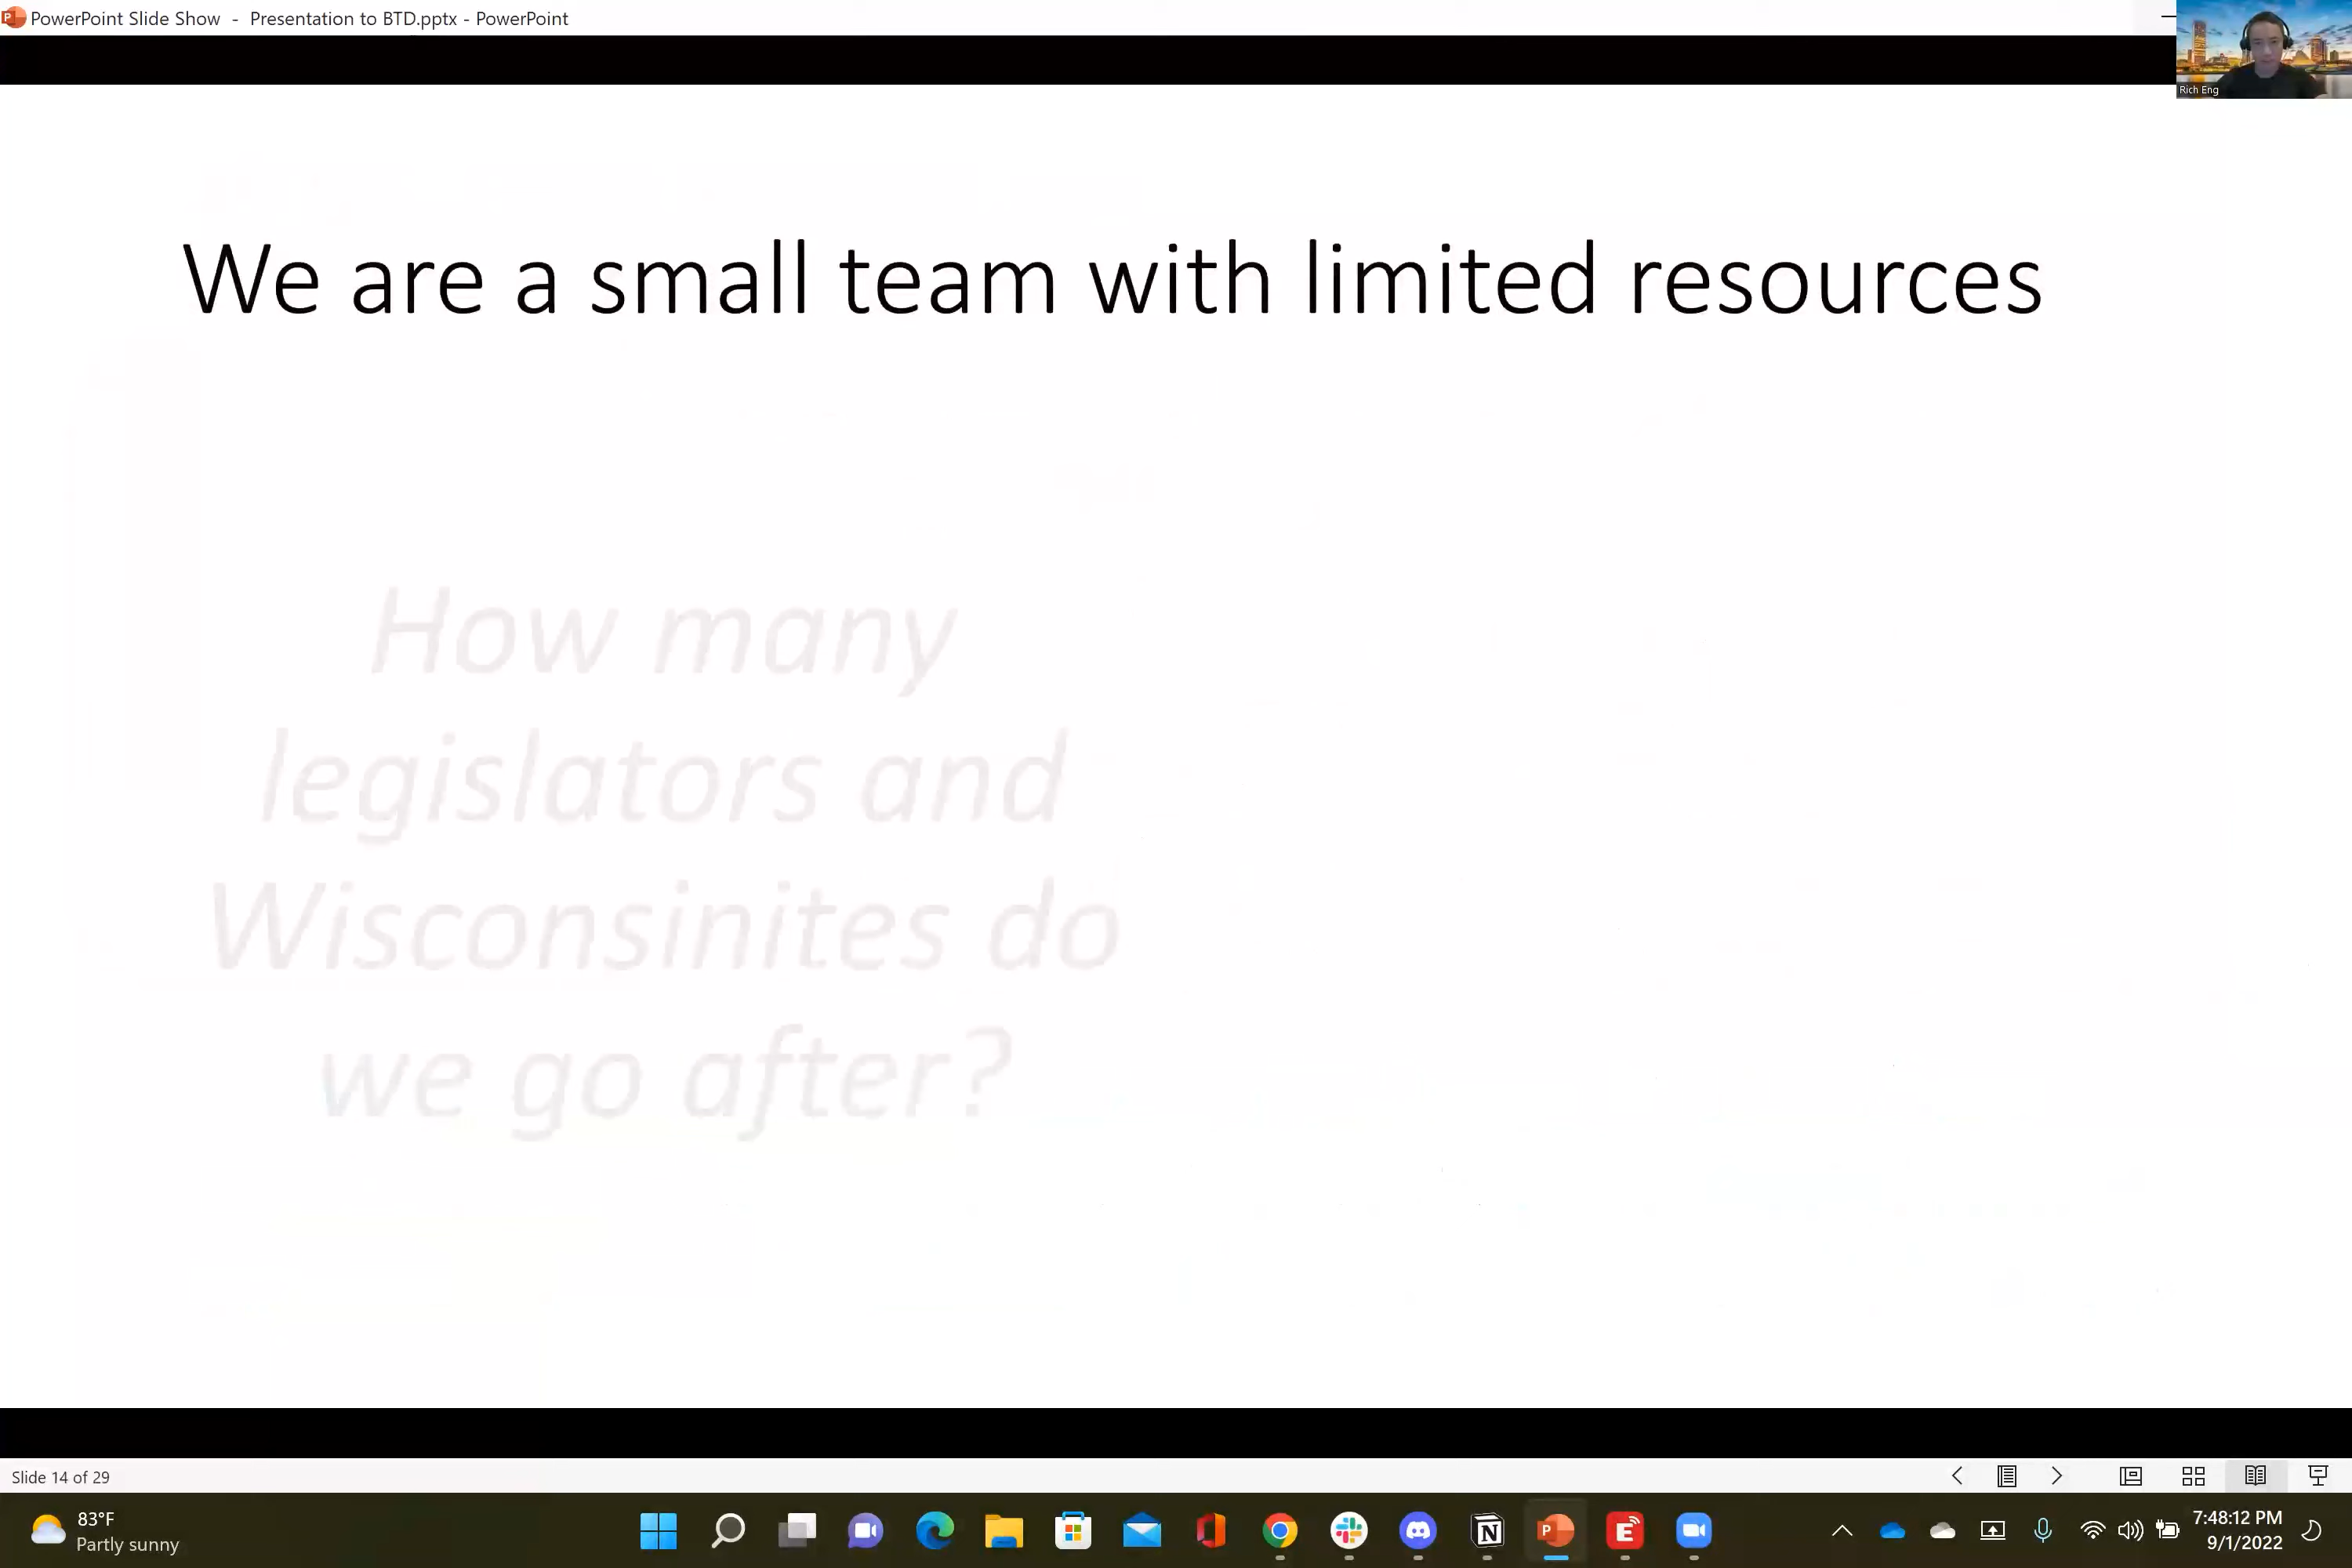 PowerPoint Slide Show - Presentation to BTD.pptx - PowerPoint
Rich Eng
We are a small team with limited resources
How many
legislators and
Wisconsinites do
we go after?
Slide 14 of 29
83°F
Partly sunny
7:48:12 PM
9/1/2022